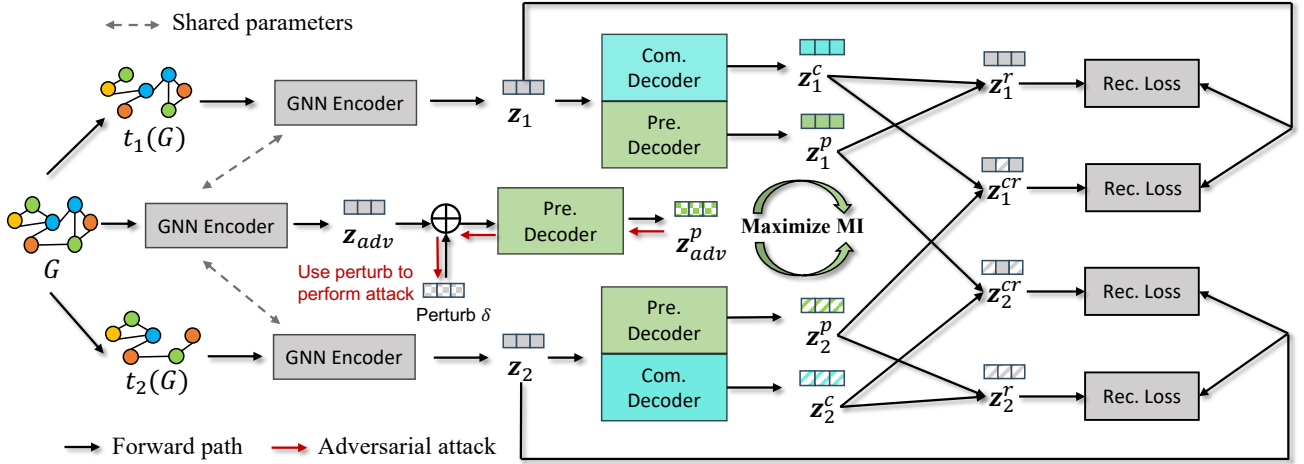 Shared parameters
t₁(G)
GNN Encoder
z₁
Com.
Decoder
Pre.
Decoder
z₁ᶜ
z₁ᵖ
z₁ʳ
Rec. Loss
z₁ᶜʳ
Rec. Loss
G
GNN Encoder
z_adv
Pre.
Decoder
z_adv^p
Maximize MI
Use perturb to
perform attack
Perturb δ
t₂(G)
GNN Encoder
z₂
Pre.
Decoder
Com.
Decoder
z₂ᵖ
z₂ᶜ
z₂ᶜʳ
Rec. Loss
z₂ʳ
Rec. Loss
Forward path
Adversarial attack